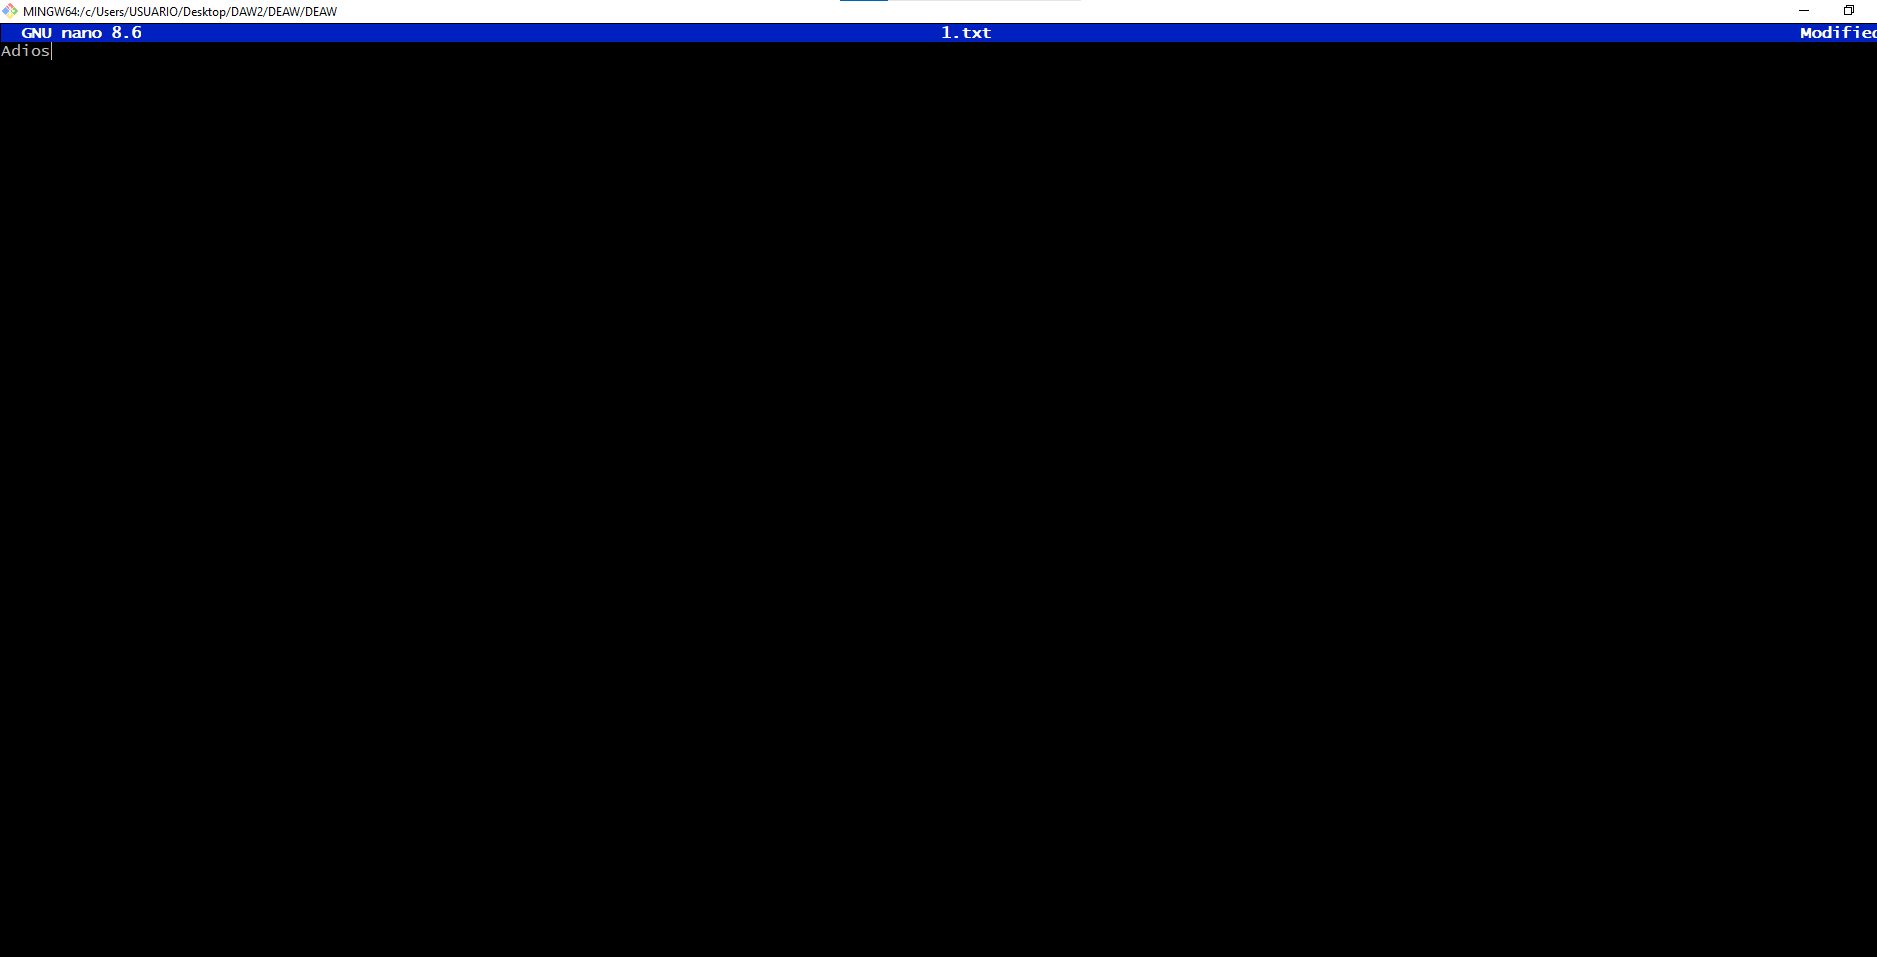 MINGW64:/c/Users/USUARIO/Desktop/DAW2/DEAW/DEAW
GNU nano 8.6 1.txt Modified
Adios